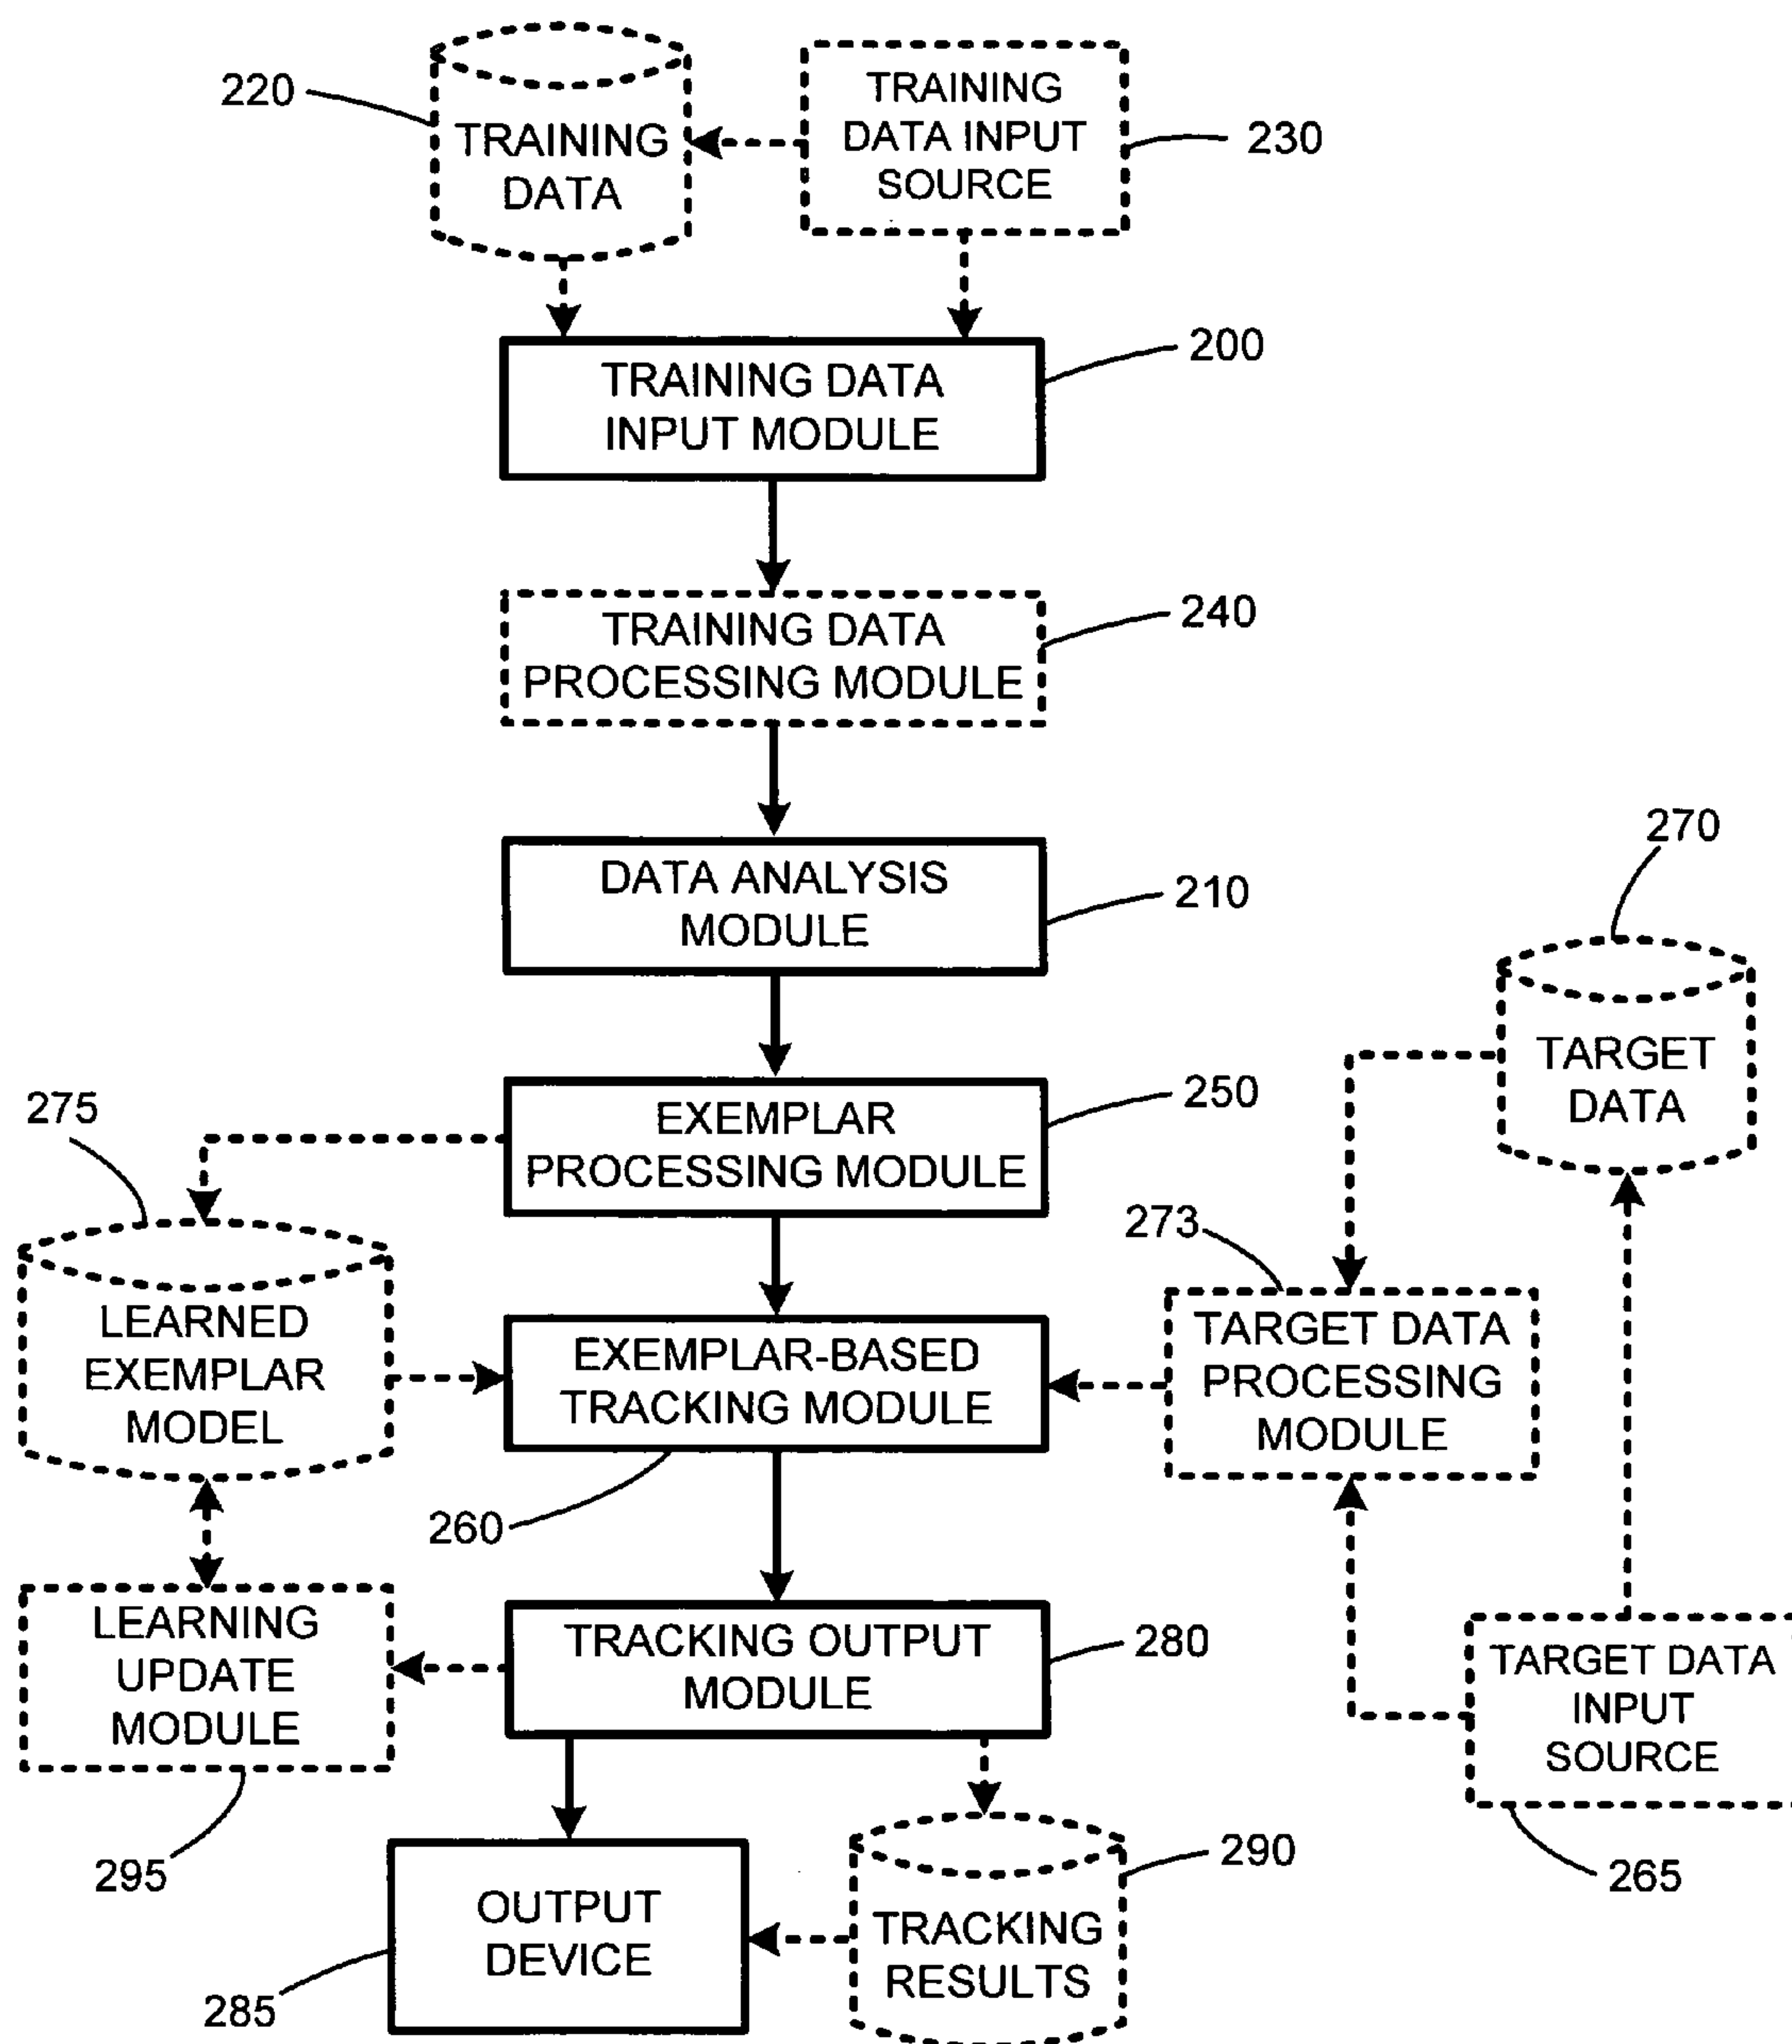 220
TRAINING
DATA
TRAINING
DATA INPUT
SOURCE
230
TRAINING DATA
INPUT MODULE
200
TRAINING DATA
PROCESSING MODULE
240
DATA ANALYSIS
MODULE
210
270
TARGET
DATA
EXEMPLAR
PROCESSING MODULE
250
275
273
LEARNED
EXEMPLAR
MODEL
EXEMPLAR-BASED
TRACKING MODULE
TARGET DATA
PROCESSING
MODULE
260
LEARNING
UPDATE
MODULE
TRACKING OUTPUT
MODULE
280
TARGET DATA
INPUT
SOURCE
295
265
OUTPUT
DEVICE
285
TRACKING
RESULTS
290